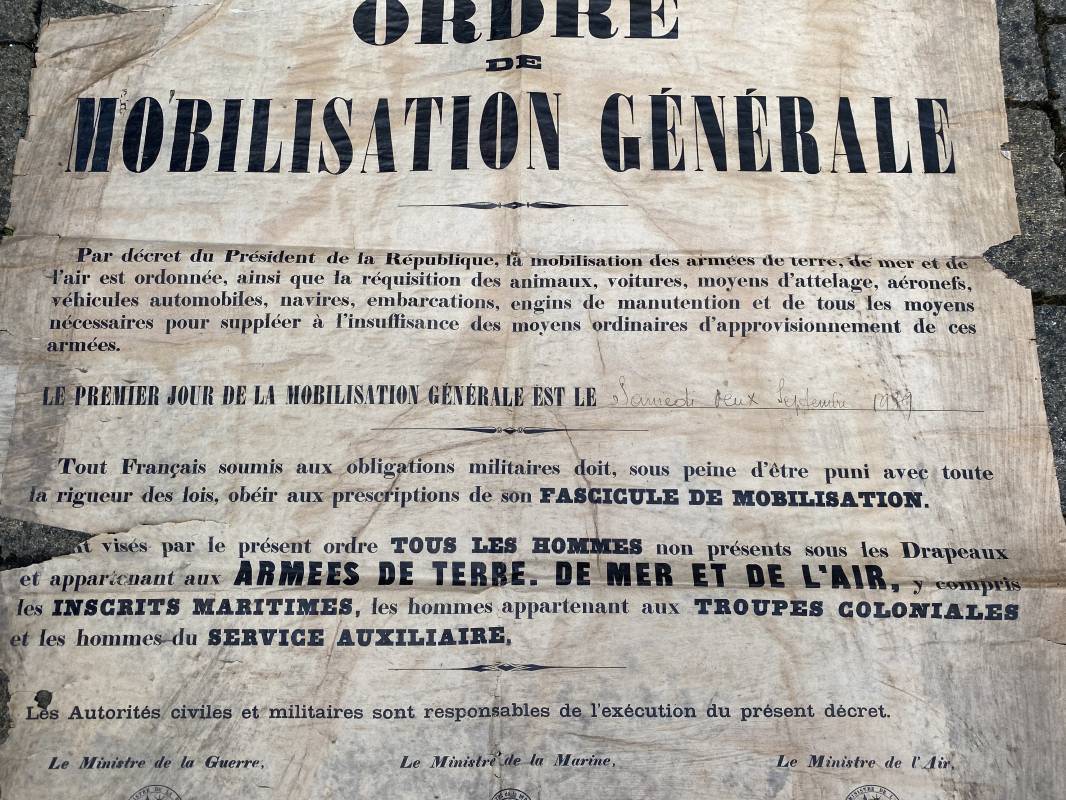 ORDRE
DE
MOBILISATION GÉNÉRALE
Par décret du Président de la République, la mobilisation des armées de terre, de mer et de
l'air est ordonnée, ainsi que la réquisition des animaux, voitures, moyens d'attelage, aéronefs,
véhicules automobiles, navires, embarcations, engins de manutention et de tous les moyens
nécessaires pour suppléer à l'insuffisance des moyens ordinaires d'approvisionnement de ces
armées.
LE PREMIER JOUR DE LA MOBILISATION GÉNÉRALE EST LE Samedi deux Septembre 1939
Tout Français soumis aux obligations militaires doit, sous peine d'être puni avec toute
la rigueur des lois, obéir aux prescriptions de son FASCICULE DE MOBILISATION.
visés par le présent ordre TOUS LES HOMMES non présents sous les Drapeaux
et appartenant aux ARMEES DE TERRE. DE MER ET DE L'AIR, y compris
les INSCRITS MARITIMES, les hommes appartenant aux TROUPES COLONIALES
et les hommes du SERVICE AUXILIAIRE.
Les Autorités civiles et militaires sont responsables de l'exécution du présent décret.
Le Ministre de la Guerre, Le Ministre de la Marine, Le Ministre de l'Air,